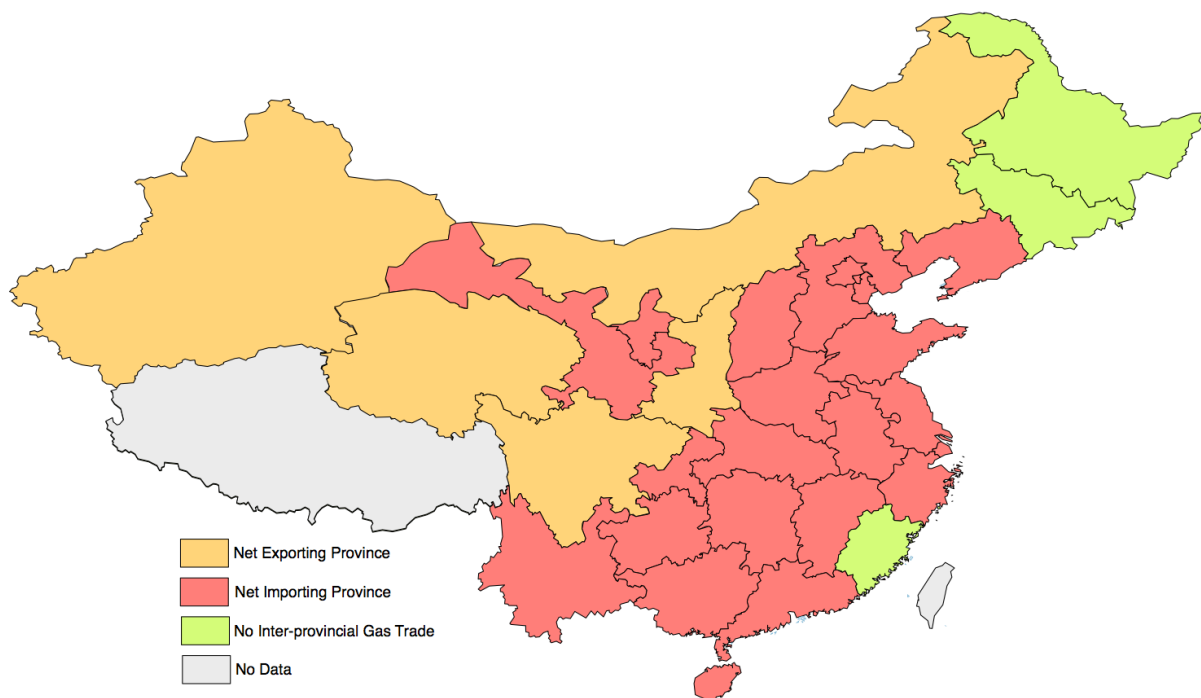 Net Exporting Province
Net Importing Province
No Inter-provincial Gas Trade
No Data